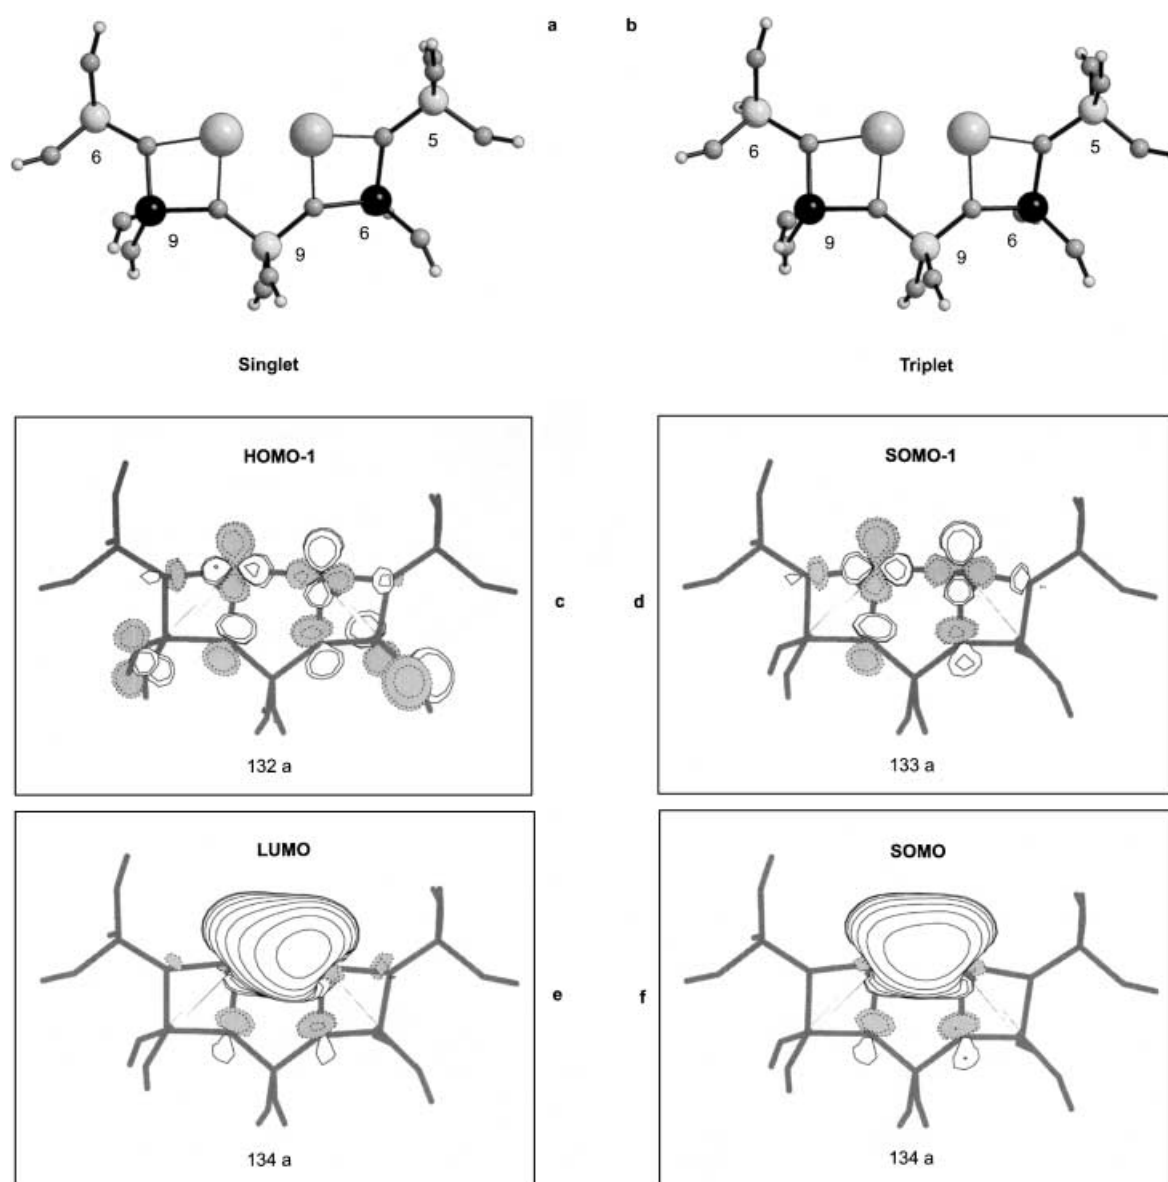 a b
6 5 6 5
9 9 6 9 9 6
Singlet Triplet
HOMO-1 SOMO-1
c d
132 a 133 a
LUMO SOMO
e f
134 a 134 a